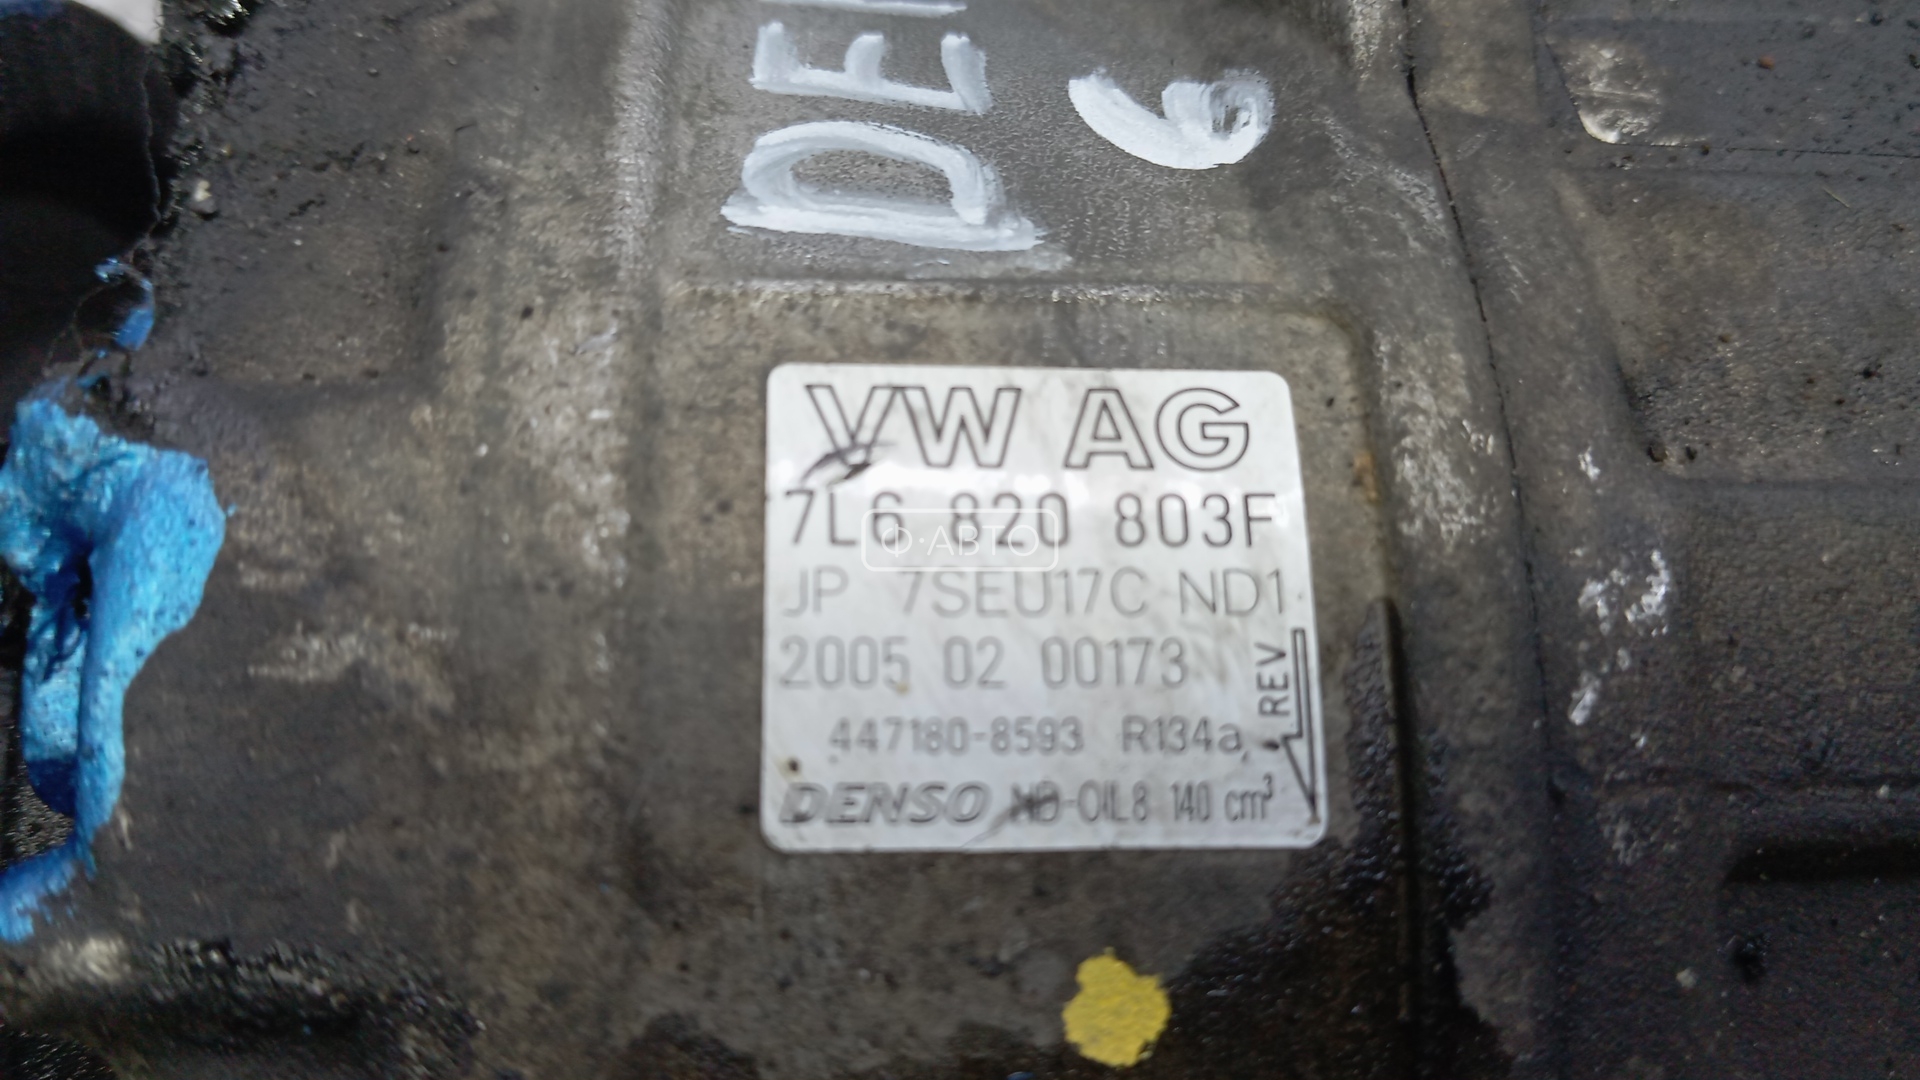 VW AG
7L6 820 803F
Ф·АВТО
JP 7SEU17C ND1
2005 02 00173
REV
447180-8593 R134a
DENSO ND-OIL8 140 cm³
6